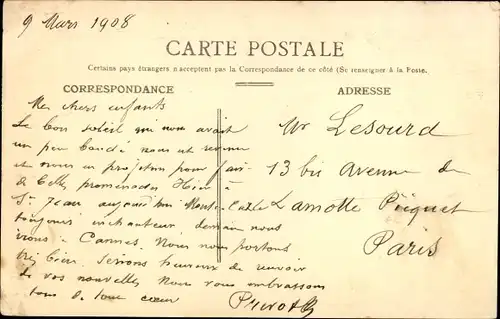 9 Mars 1908
CARTE POSTALE
Certains pays étrangers n'acceptent pas la Correspondance de ce côté (Se renseigner à la Poste.
CORRESPONDANCE
Mes chers enfants
Le bon soleil qui nous avait
un peu boudé nous est revenu
et nous en profitons pour faire
de belles promenades Hier à
St Jean aujourd'hui Monte-Carlo
toujours enchanteur, demain nous
irons à Cannes. Nous nous portons
très bien. Serions heureux de recevoir
de vos nouvelles, Nous vous embrassons
tous de tout cœur
ADRESSE
Mr Lesourd
13 bis Avenue de
Lamotte Picquet
Paris